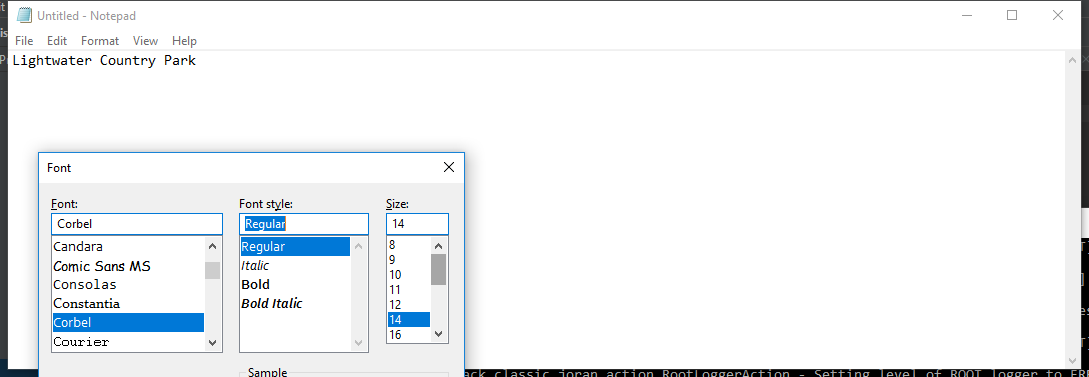 Untitled - Notepad
File Edit Format View Help
Lightwater Country Park
Font
Font: Font style: Size:
Corbel Regular 14
Candara Regular 8
Comic Sans MS Italic 9
Consolas Bold 10
Constantia Bold Italic 11
Corbel 12
Courier 14
16
Sample
ack classic joran action RootLoggerAction - Setting level of ROOT logger to ERR